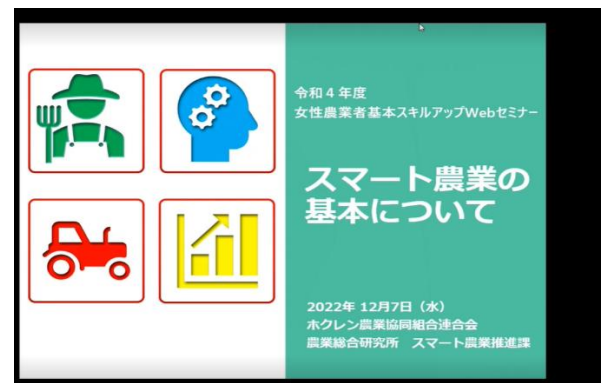 令和4年度
女性農業者基本スキルアップWebセミナー
スマート農業の
基本について
2022年 12月7日（水）
ホクレン農業協同組合連合会
農業総合研究所　スマート農業推進課